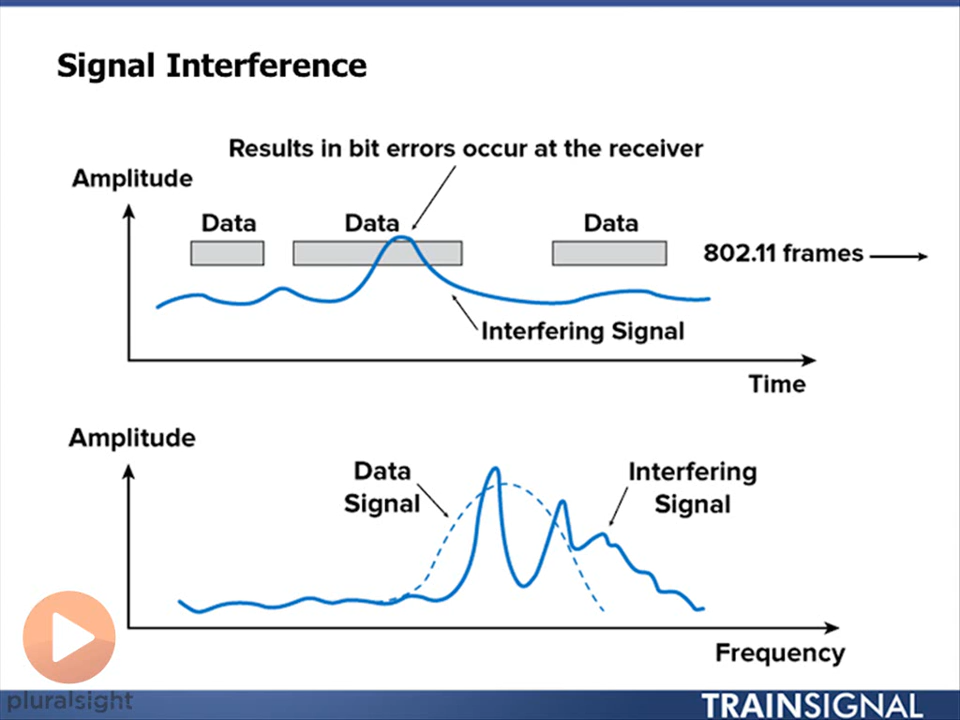 Signal Interference
Results in bit errors occur at the receiver
Amplitude
Data
Data
Data
802.11 frames
Interfering Signal
Time
Amplitude
Data
Signal
Interfering
Signal
Frequency
pluralsight
TRAINSIGNAL